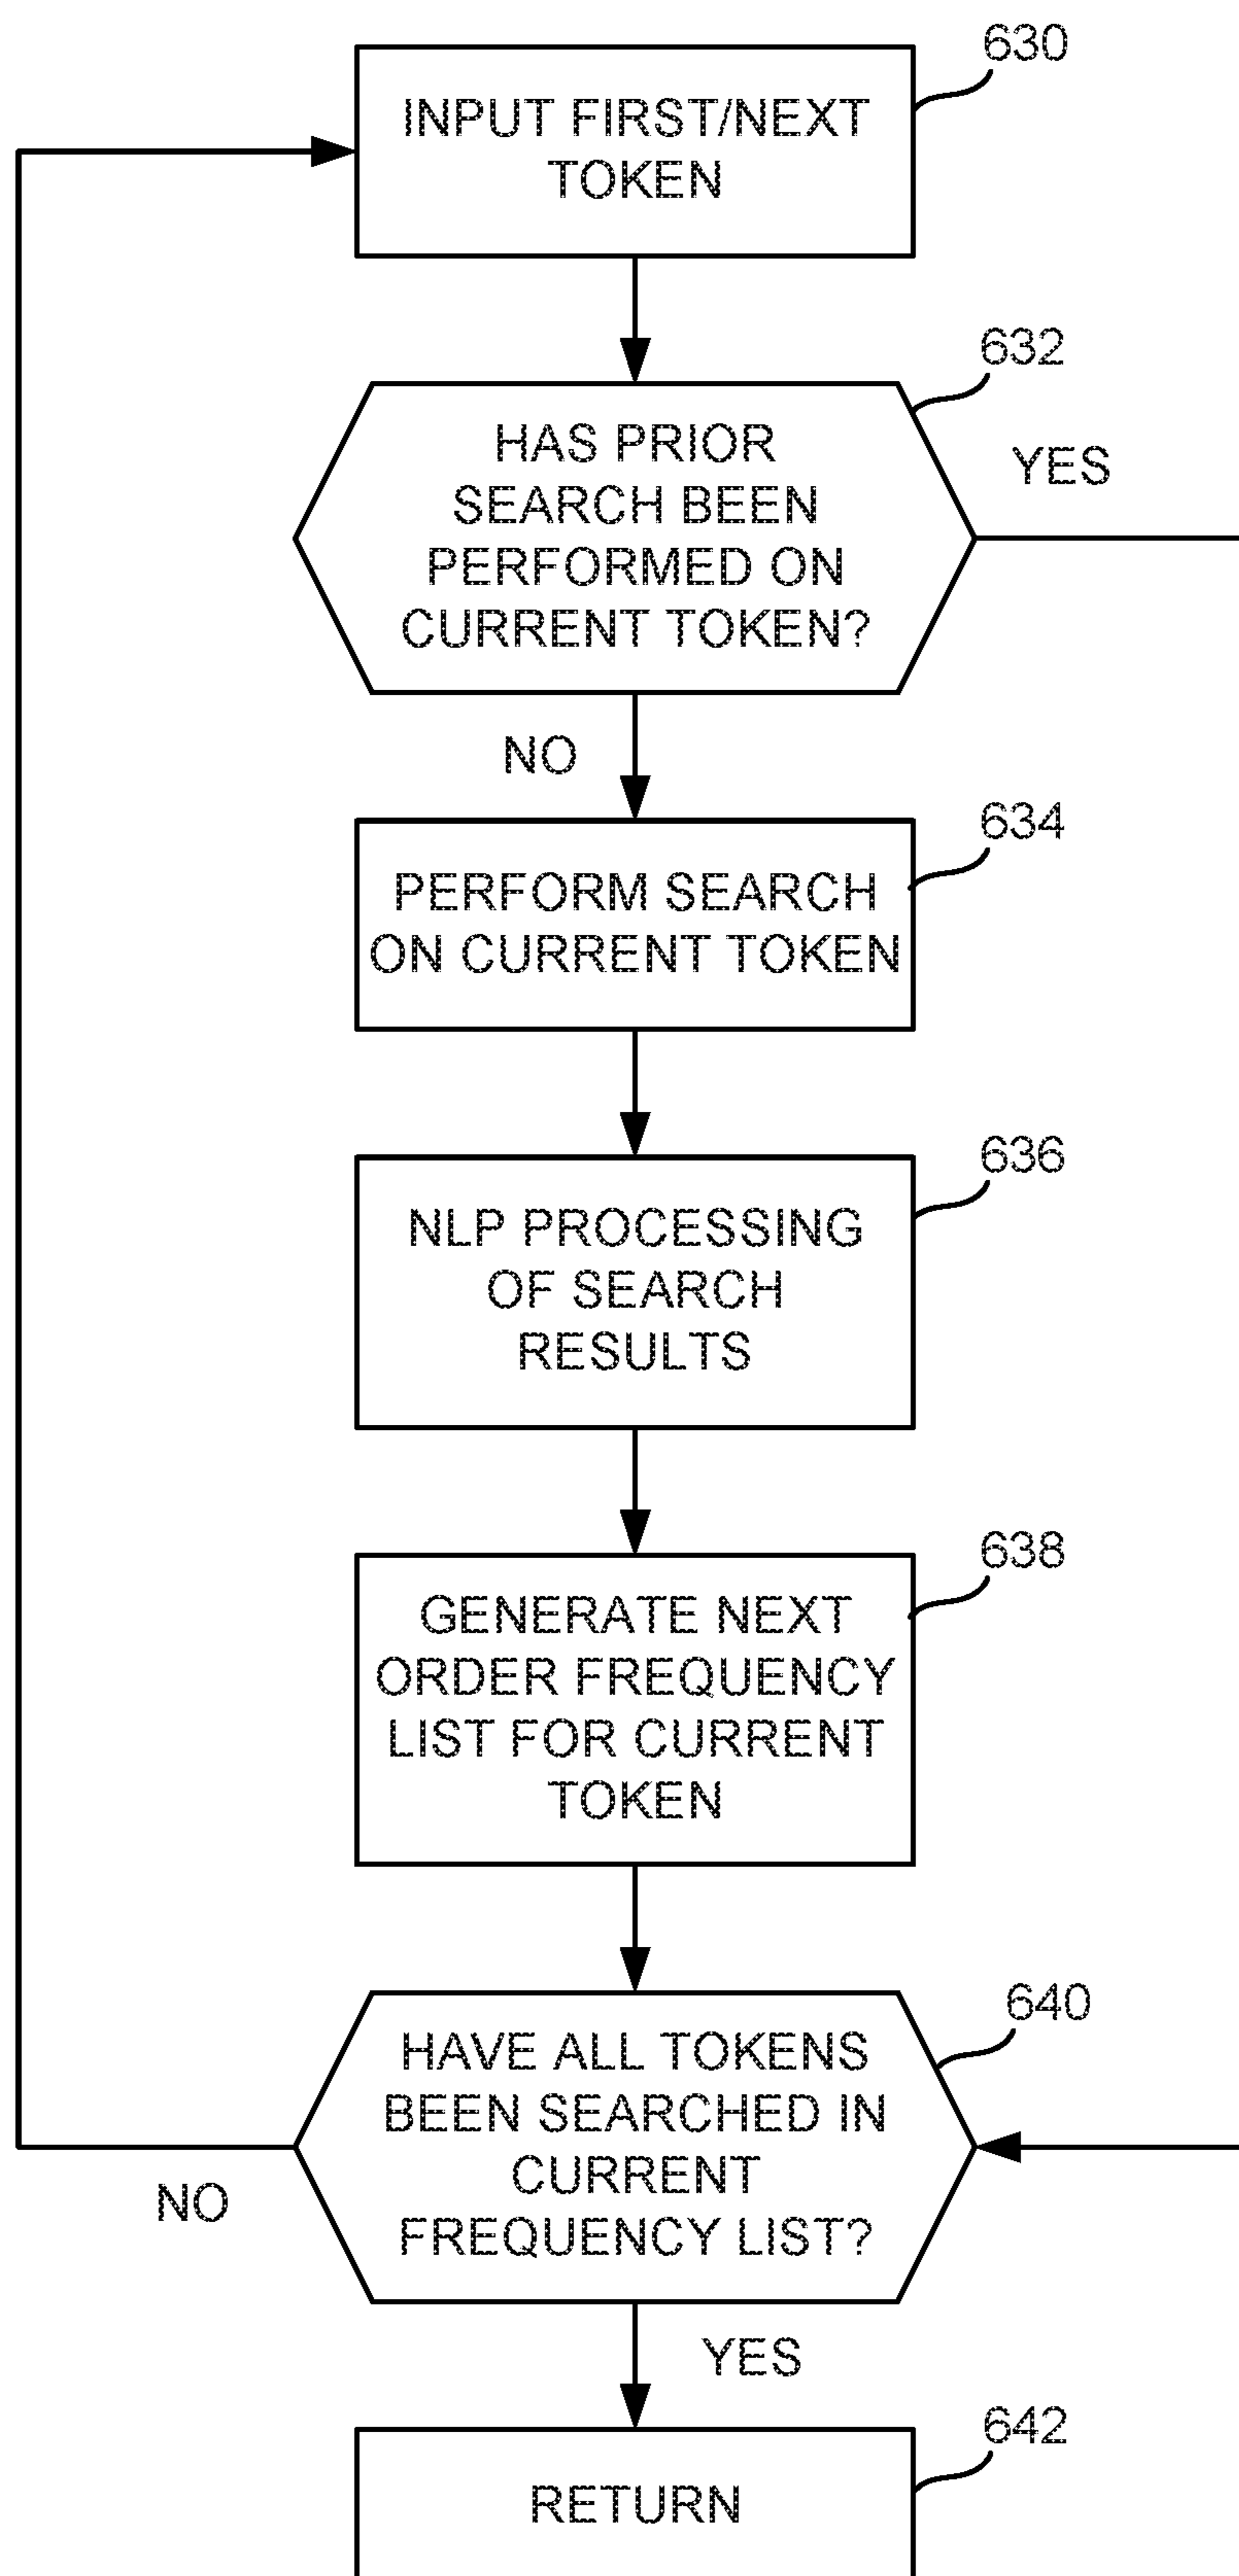 630
INPUT FIRST/NEXT
TOKEN
632
HAS PRIOR
SEARCH BEEN
PERFORMED ON
CURRENT TOKEN?
YES
NO
634
PERFORM SEARCH
ON CURRENT TOKEN
636
NLP PROCESSING
OF SEARCH
RESULTS
638
GENERATE NEXT
ORDER FREQUENCY
LIST FOR CURRENT
TOKEN
640
HAVE ALL TOKENS
BEEN SEARCHED IN
CURRENT
FREQUENCY LIST?
NO
YES
642
RETURN